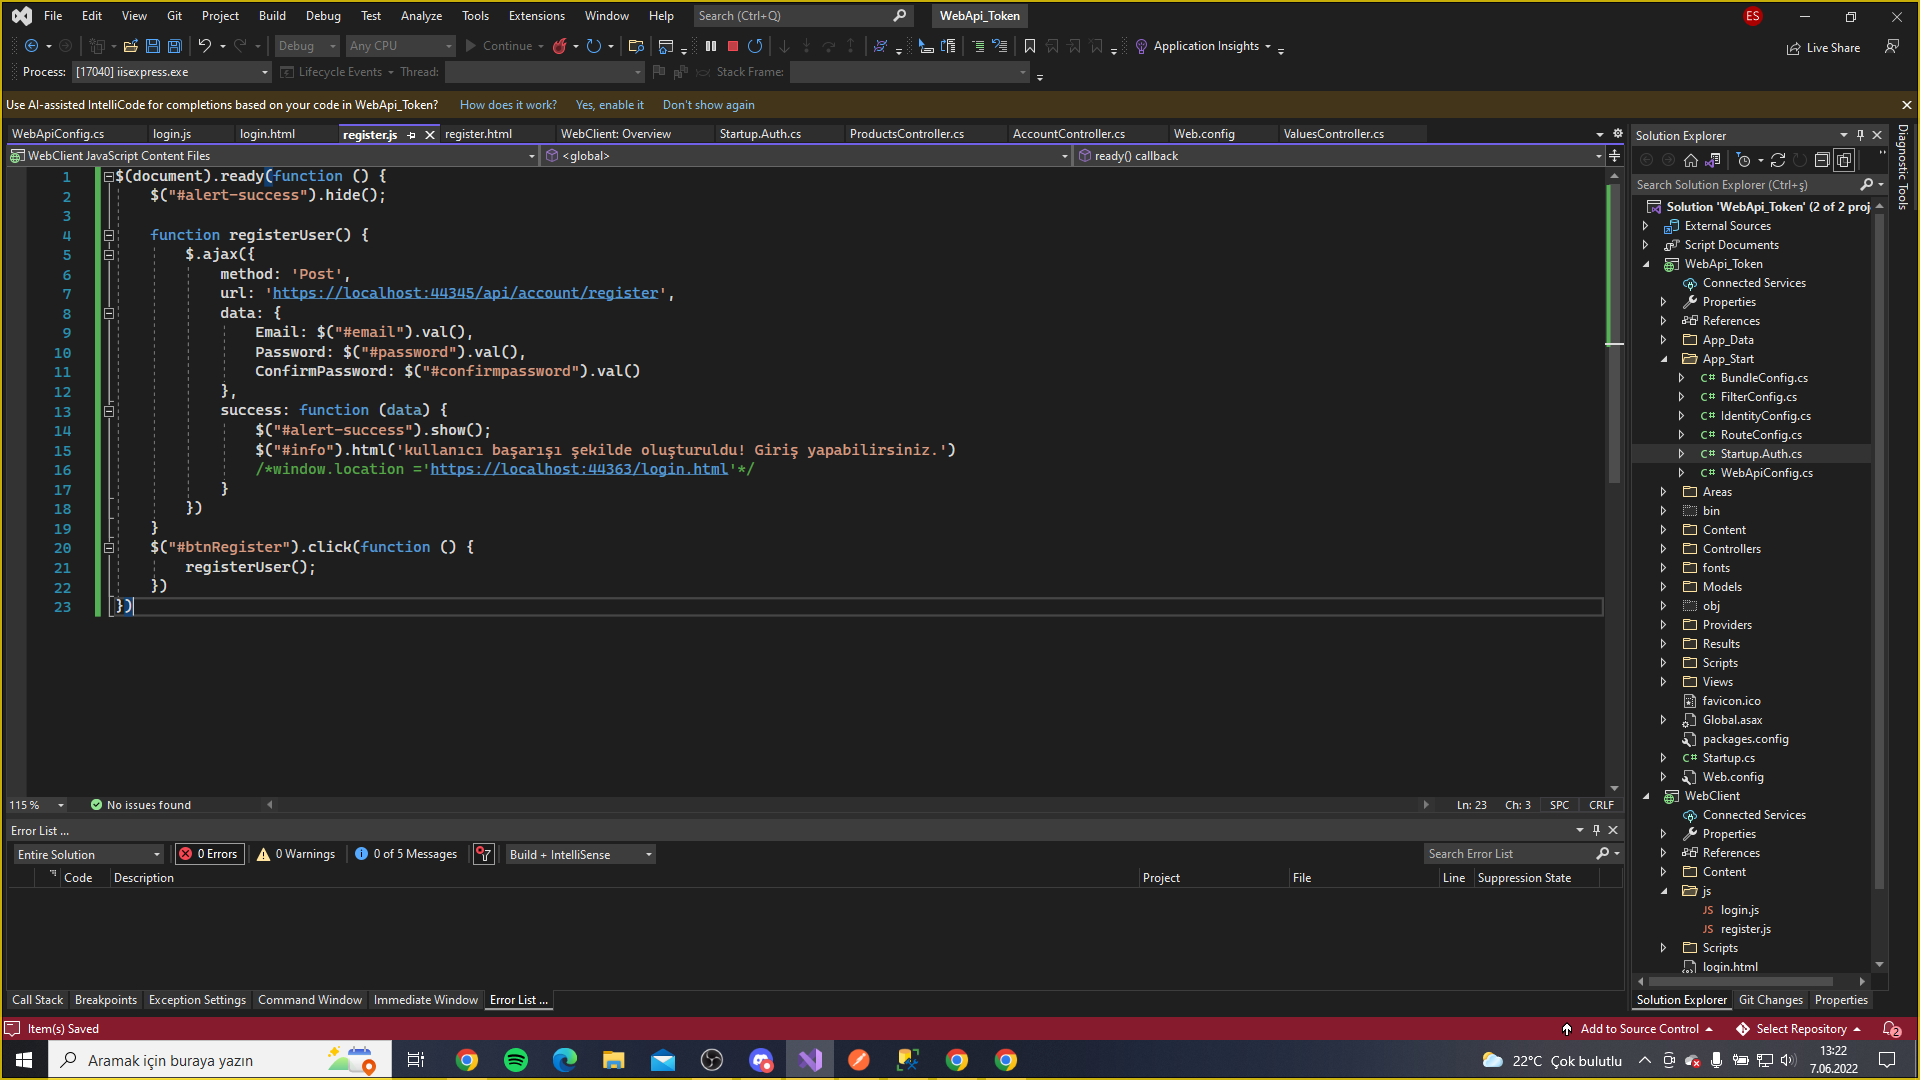 File Edit View Git Project Build Debug Test Analyze Tools Extensions Window Help Search (Ctrl+Q) WebApi_Token ES
Debug Any CPU Continue Application Insights Live Share
Process: [17040] iisexpress.exe Lifecycle Events Thread: Stack Frame:
Use AI-assisted IntelliCode for completions based on your code in WebApi_Token? How does it work? Yes, enable it Don't show again
WebApiConfig.cs login.js login.html register.js register.html WebClient: Overview Startup.Auth.cs ProductsController.cs AccountController.cs Web.config ValuesController.cs
WebClient JavaScript Content Files <global> ready() callback
1 $(document).ready(function () {
2 $("#alert-success").hide();
3
4 function registerUser() {
5 $.ajax({
6 method: 'Post',
7 url: 'https://localhost:44345/api/account/register',
8 data: {
9 Email: $("#email").val(),
10 Password: $("#password").val(),
11 ConfirmPassword: $("#confirmpassword").val()
12 },
13 success: function (data) {
14 $("#alert-success").show();
15 $("#info").html('kullanıcı başarışı şekilde oluşturuldu! Giriş yapabilirsiniz.')
16 /*window.location ='https://localhost:44363/login.html'*/
17 }
18 })
19 }
20 $("#btnRegister").click(function () {
21 registerUser();
22 })
23 })
115 % No issues found Ln: 23 Ch: 3 SPC CRLF
Error List ...
Entire Solution 0 Errors 0 Warnings 0 of 5 Messages Build + IntelliSense Search Error List
Code Description Project File Line Suppression State
Call Stack Breakpoints Exception Settings Command Window Immediate Window Error List ...
Solution Explorer
Search Solution Explorer (Ctrl+ş)
Solution 'WebApi_Token' (2 of 2 proj
External Sources
Script Documents
WebApi_Token
Connected Services
Properties
References
App_Data
App_Start
C# BundleConfig.cs
C# FilterConfig.cs
C# IdentityConfig.cs
C# RouteConfig.cs
C# Startup.Auth.cs
C# WebApiConfig.cs
Areas
bin
Content
Controllers
fonts
Models
obj
Providers
Results
Scripts
Views
favicon.ico
Global.asax
packages.config
C# Startup.cs
Web.config
WebClient
Connected Services
Properties
References
Content
js
JS login.js
JS register.js
Scripts
login.html
Solution Explorer Git Changes Properties
Diagnostic Tools
Item(s) Saved Add to Source Control Select Repository 2
Aramak için buraya yazın 22°C Çok bulutlu 13:22
7.06.2022